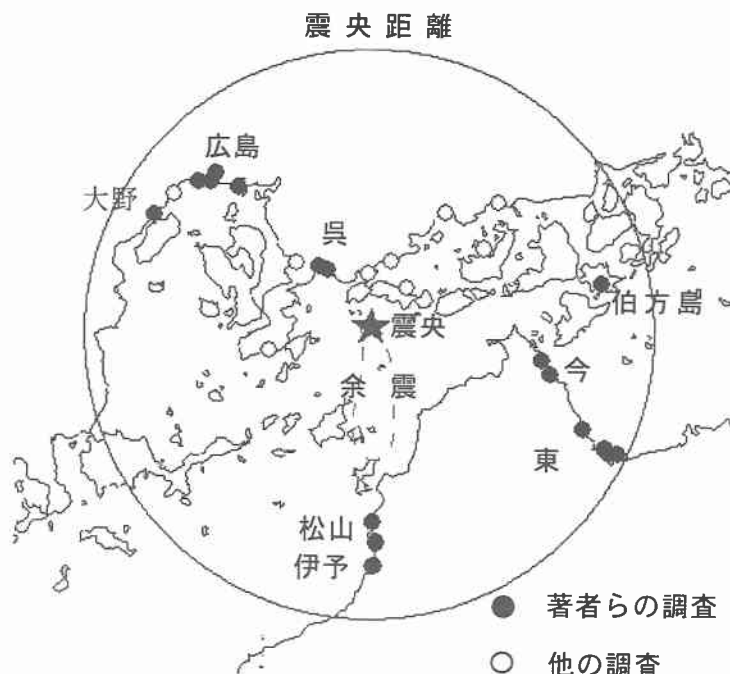 震央距離
広島
大野
呉
伯方島
震央
今
余震
東
松山
伊予
著者らの調査
他の調査